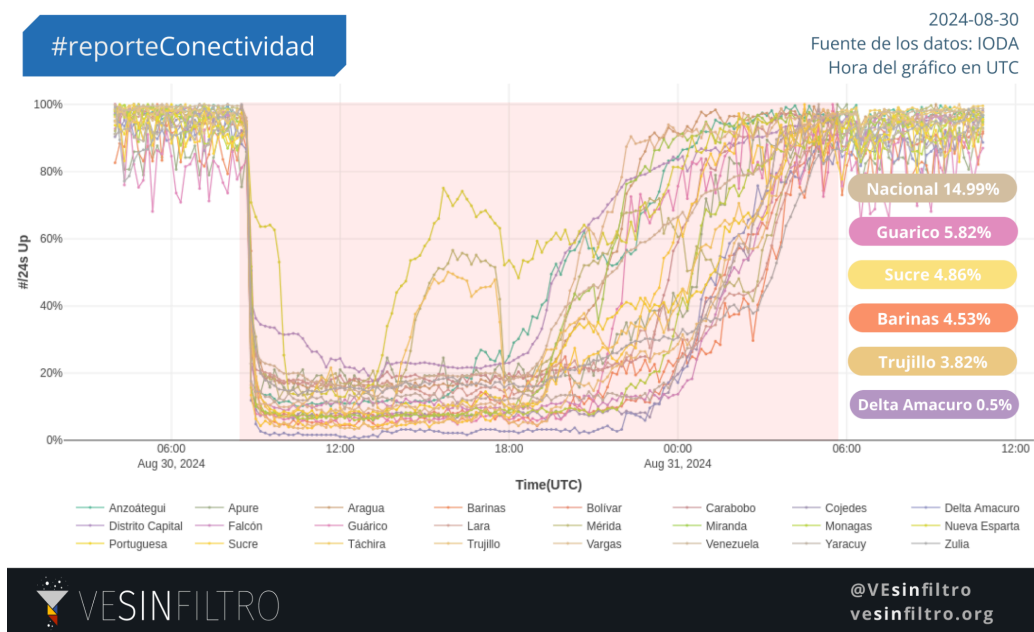 #reporteConectividad
2024-08-30
Fuente de los datos: IODA
Hora del gráfico en UTC
100%
80%
60%
40%
20%
0%
#/24s Up
Nacional 14.99%
Guarico 5.82%
Sucre 4.86%
Barinas 4.53%
Trujillo 3.82%
Delta Amacuro 0.5%
06:00
12:00
18:00
00:00
06:00
12:00
Aug 30, 2024
Aug 31, 2024
Time(UTC)
Anzoátegui Apure Aragua Barinas Bolívar Carabobo Cojedes Delta Amacuro
Distrito Capital Falcón Guárico Lara Mérida Miranda Monagas Nueva Esparta
Portuguesa Sucre Táchira Trujillo Vargas Venezuela Yaracuy Zulia
VESINFILTRO
@VEsinfiltro
vesinfiltro.org